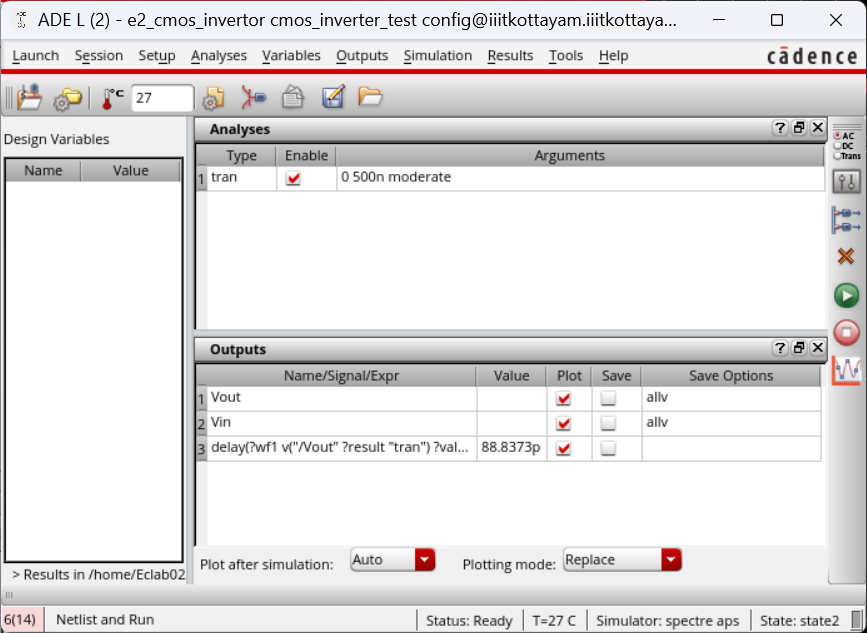 ADE L (2) - e2_cmos_invertor cmos_inverter_test config@iiitkottayam.iiitkottaya...
Launch Session Setup Analyses Variables Outputs Simulation Results Tools Help cādence
°C 27
Design Variables
Name Value
> Results in /home/Eclab02
Analyses ?
Type Enable Arguments
1 tran 0 500n moderate
Outputs ?
Name/Signal/Expr Value Plot Save Save Options
1 Vout allv
2 Vin allv
3 delay(?wf1 v("/Vout" ?result "tran") ?val... 88.8373p
Plot after simulation: Auto Plotting mode: Replace
AC
DC
Trans
6(14) Netlist and Run Status: Ready T=27 C Simulator: spectre aps State: state2